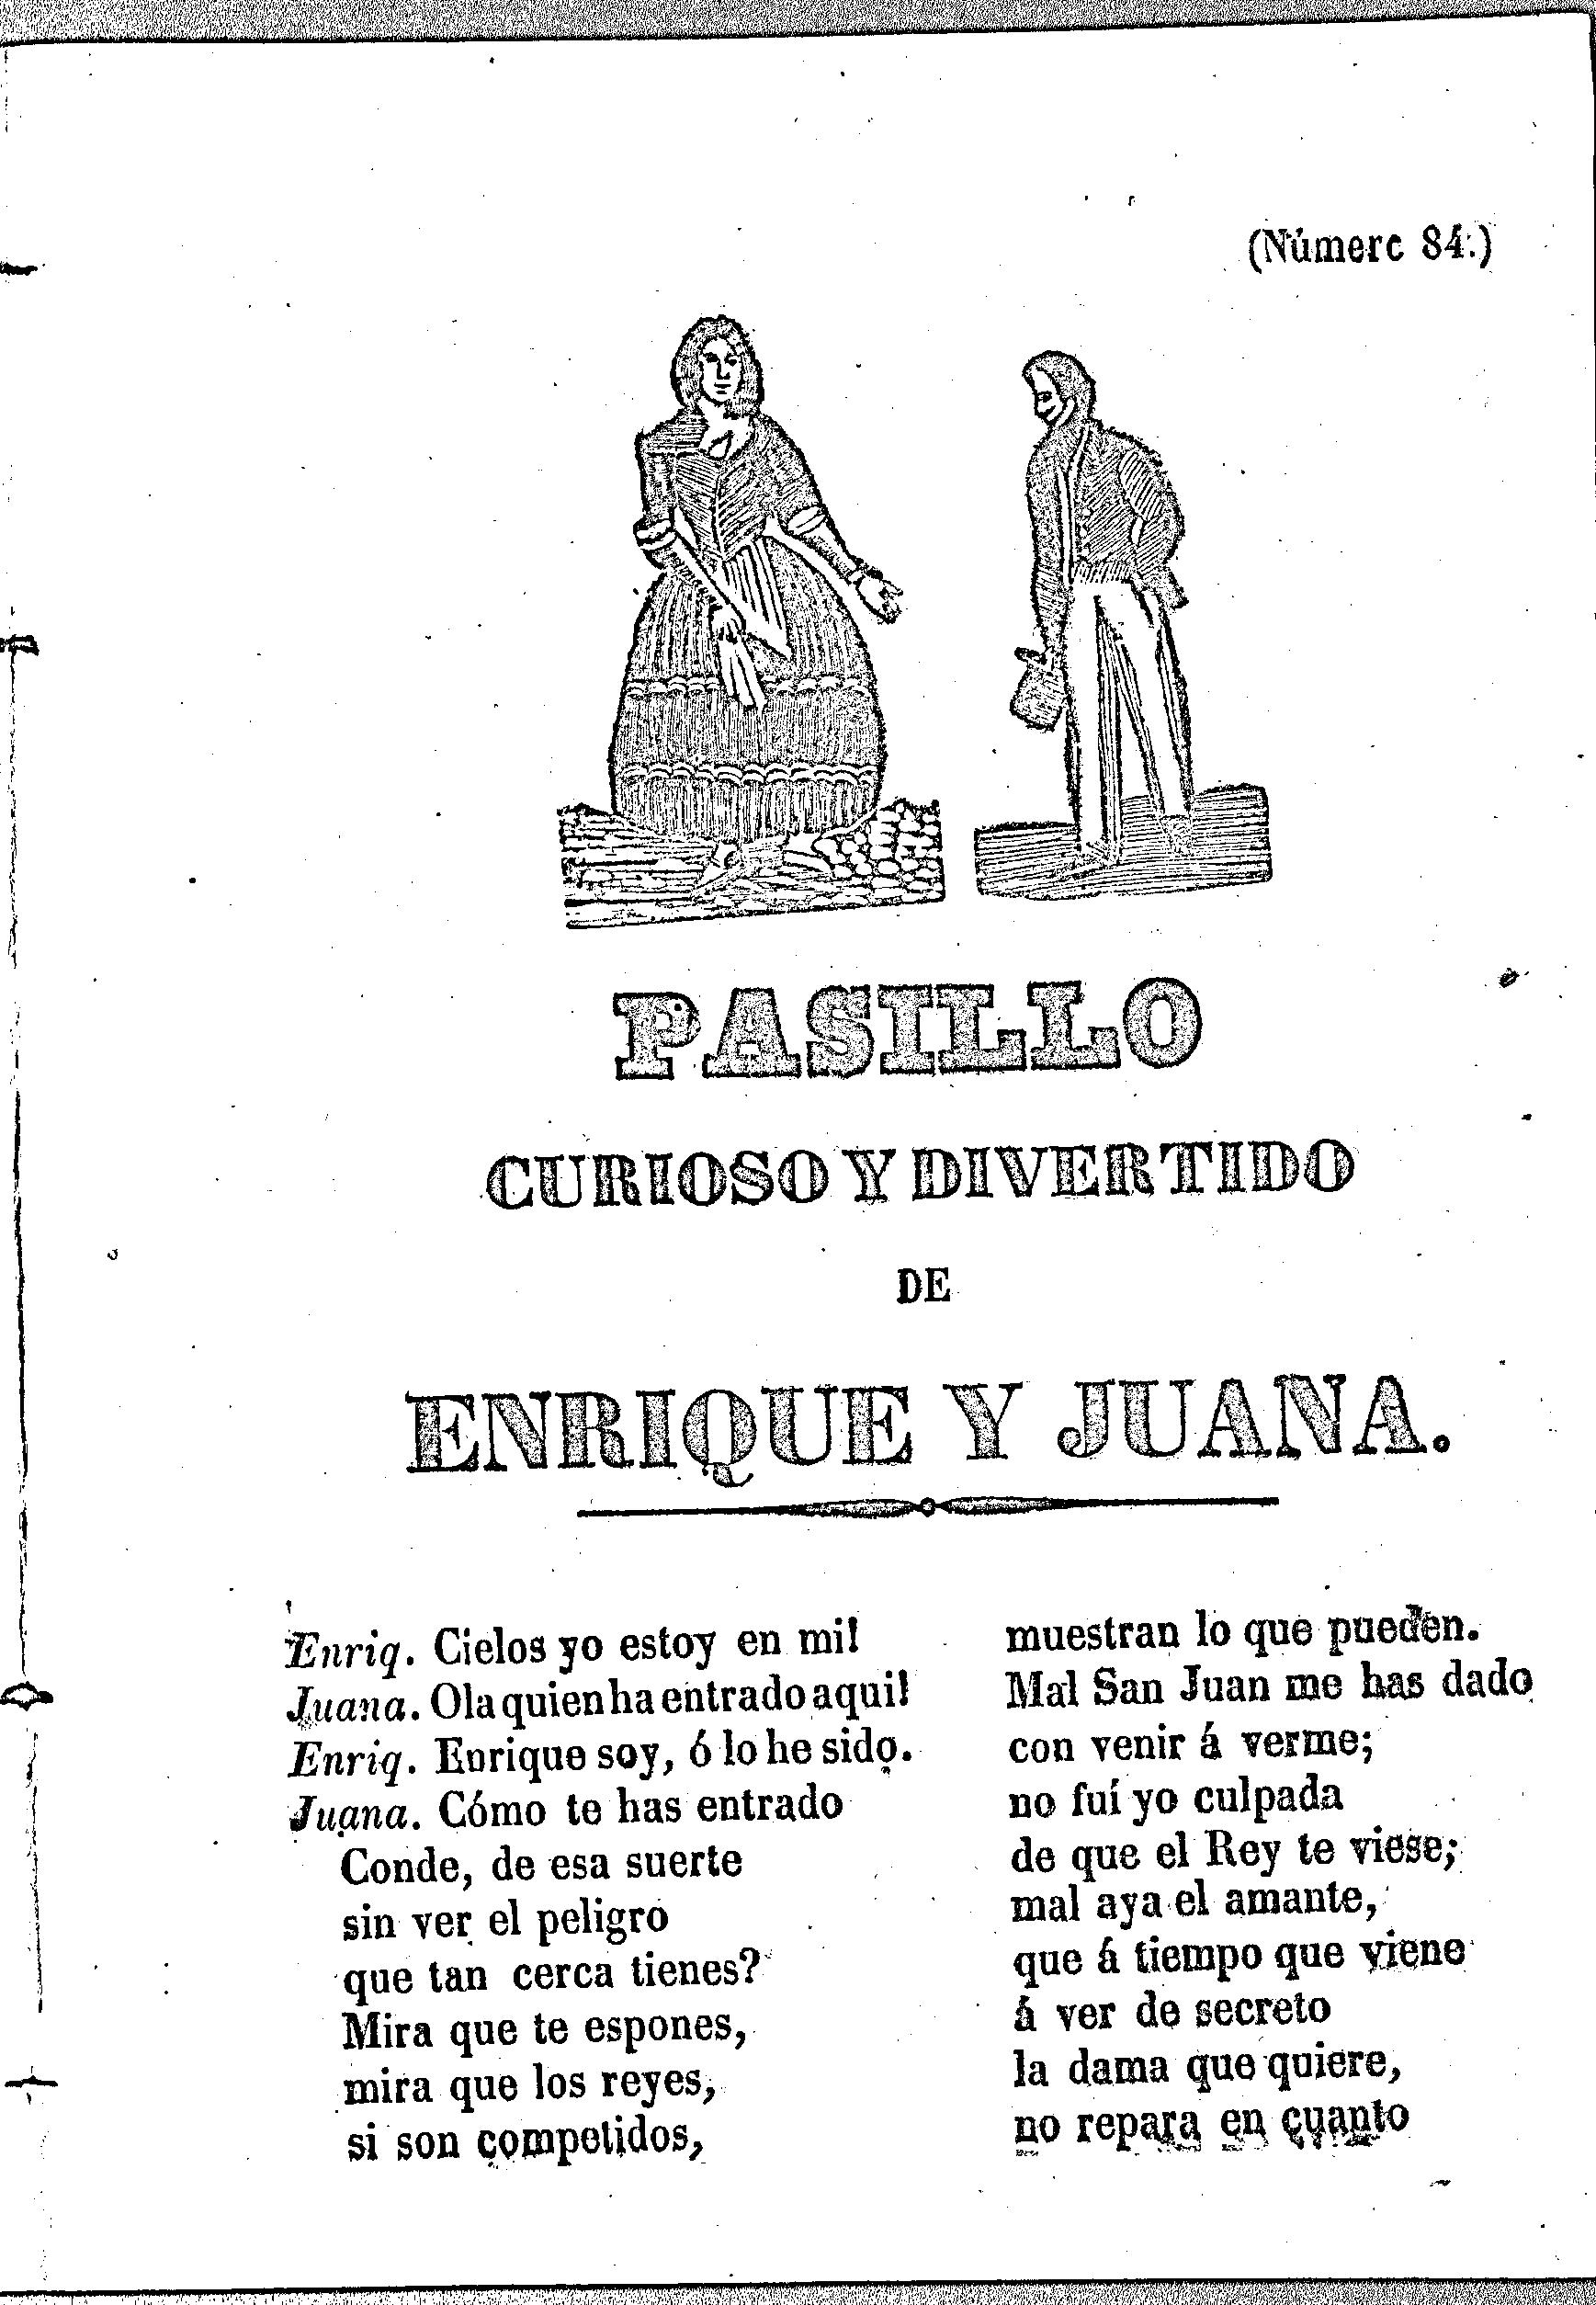 (Númerc 84.)
PASILLO
CURIOSO Y DIVERTIDO
DE
ENRIQUE Y JUANA.
Enriq. Cielos yo estoy en mi!
Juana. Ola quien ha entrado aqui!
Enriq. Enrique soy, ó lo he sido.
Juana. Cómo te has entrado
Conde, de esa suerte
sin ver el peligro
que tan cerca tienes?
Mira que te espones,
mira que los reyes,
si son competidos,
muestran lo que pueden.
Mal San Juan me has dado
con venir á verme;
no fuí yo culpada
de que el Rey te viese;
mal aya el amante,
que á tiempo que viene
á ver de secreto
la dama que quiere,
no repara en cuanto